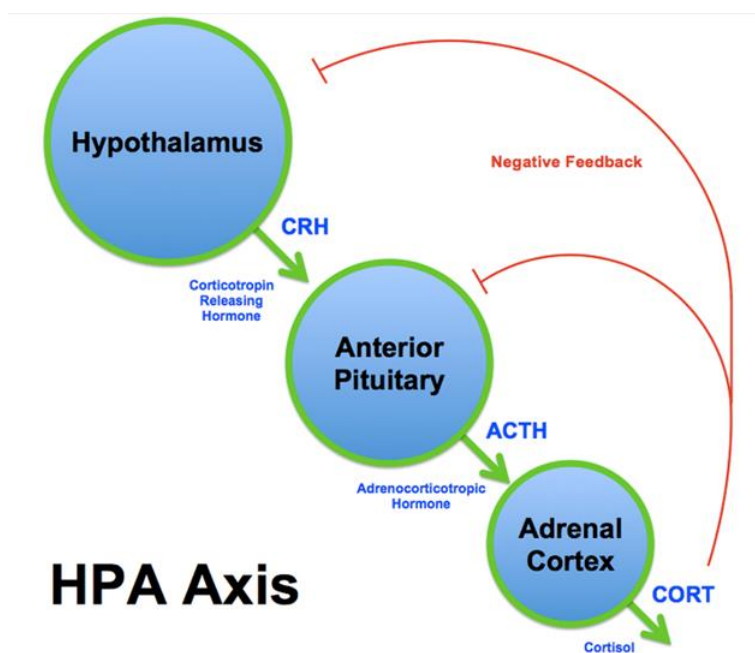 Hypothalamus
Negative Feedback
CRH
Corticotropin
Releasing
Hormone
Anterior
Pituitary
ACTH
Adrenocorticotropic
Hormone
Adrenal
Cortex
HPA Axis
CORT
Cortisol